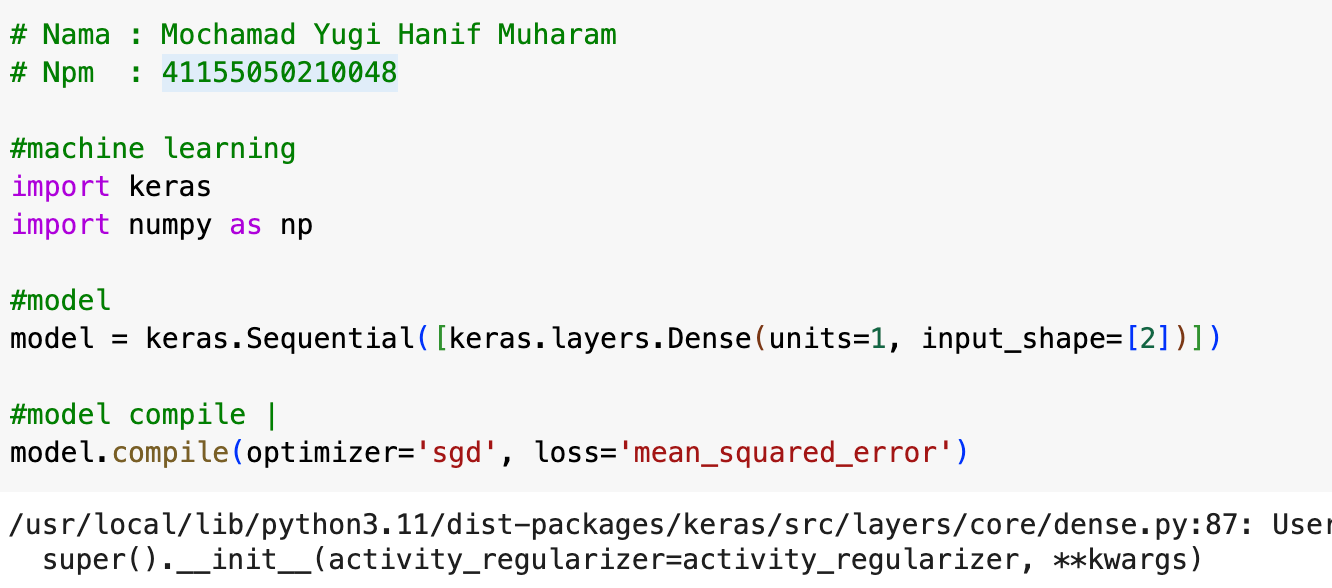 # Nama : Mochamad Yugi Hanif Muharam
# Npm  : 41155050210048
#machine learning
import keras
import numpy as np
#model
model = keras.Sequential([keras.layers.Dense(units=1, input_shape=[2])])
#model compile |
model.compile(optimizer='sgd', loss='mean_squared_error')
/usr/local/lib/python3.11/dist-packages/keras/src/layers/core/dense.py:87: User
  super().__init__(activity_regularizer=activity_regularizer, **kwargs)